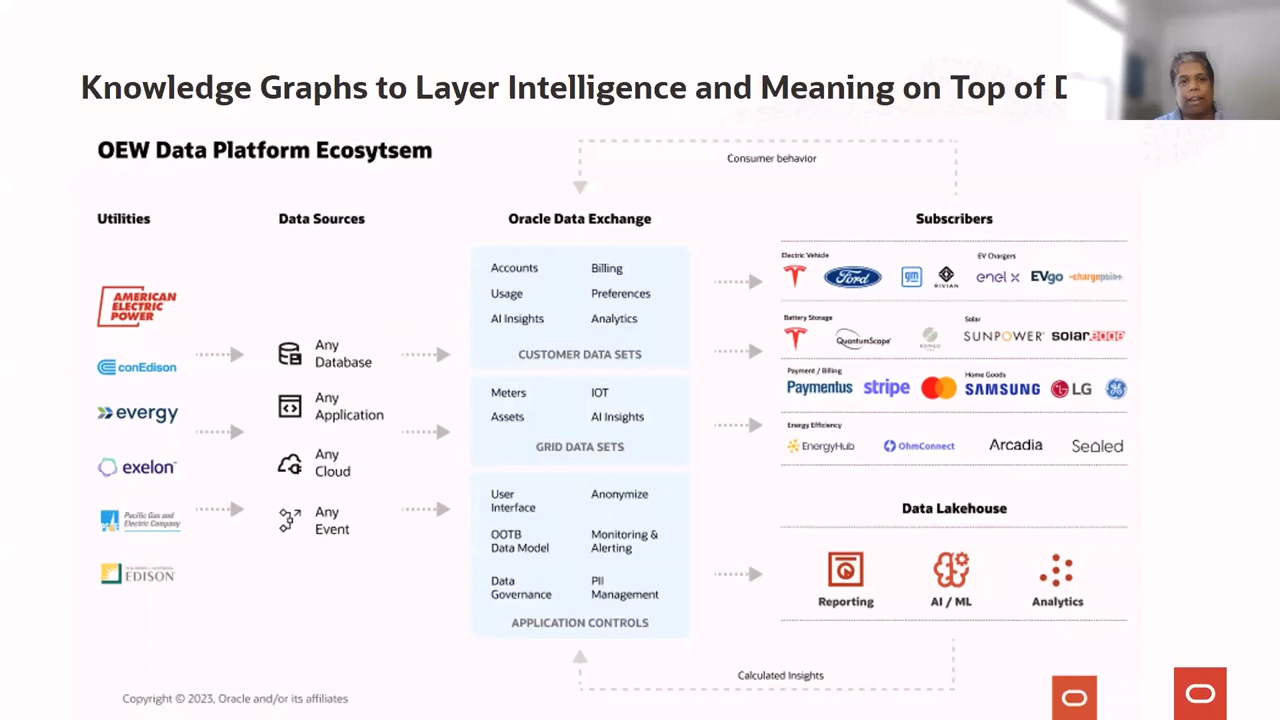 Knowledge Graphs to Layer Intelligence and Meaning on Top of D
OEW Data Platform Ecosytsem
Consumer behavior
Utilities
Data Sources
Oracle Data Exchange
Subscribers
AMERICAN
ELECTRIC
POWER
conEdison
evergy
exelon
Pacific Gas and
Electric Company
EDISON
Any
Database
Any
Application
Any
Cloud
Any
Event
Accounts
Billing
Usage
Preferences
AI Insights
Analytics
CUSTOMER DATA SETS
Meters
IOT
Assets
AI Insights
GRID DATA SETS
User
Interface
Anonymize
OOTB
Data Model
Monitoring &
Alerting
Data
Governance
PII
Management
APPLICATION CONTROLS
Electric Vehicle
EV Chargers
Ford
gm
RIVIAN
enel x
EVgo
-chargepoin+
Battery Storage
Solar
QuantumScape
SUNPOWER
solaredge
Payment / Billing
Home Goods
Paymentus
stripe
SAMSUNG
LG
Energy Efficiency
EnergyHub
OhmConnect
Arcadia
Sealed
Data Lakehouse
Reporting
AI / ML
Analytics
Calculated Insights
Copyright © 2023, Oracle and/or its affiliates